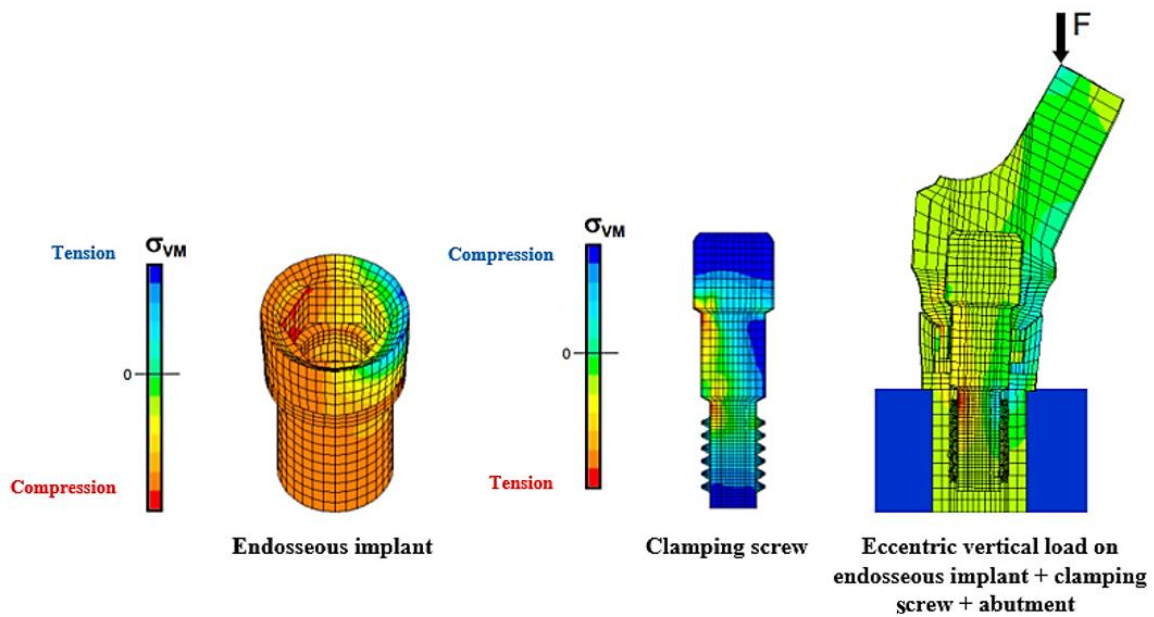 F
Tension
σVM
0
Compression
Endosseous implant
σVM
Compression
0
Tension
Clamping screw
Eccentric vertical load on
endosseous implant + clamping
screw + abutment